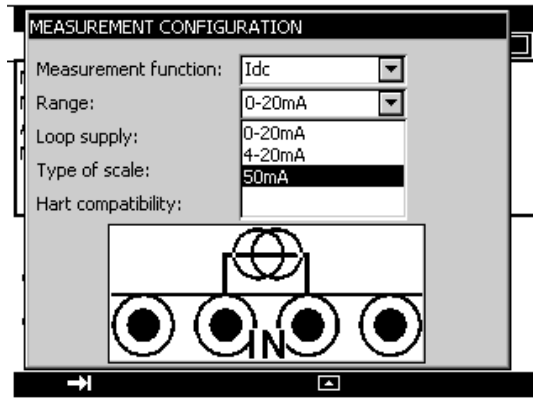 MEASUREMENT CONFIGURATION
Measurement function: Idc
Range: 0-20mA
Loop supply: 0-20mA
4-20mA
Type of scale: 50mA
Hart compatibility:
IN